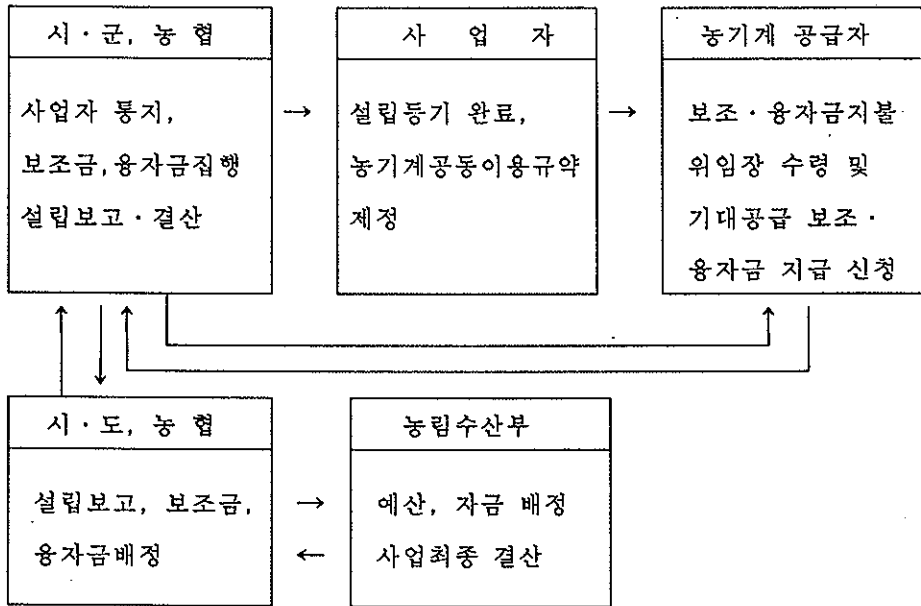 시·군, 농 협
사업자 통지,
보조금,융자금집행
설립보고·결산
→
사 업 자
설립등기 완료,
농기계공동이용규약
제정
→
농기계 공급자
보조·융자금지불
위임장 수령 및
기대공급 보조·
융자금 지급 신청
시·도, 농 협
설립보고, 보조금,
융자금배정
→
←
농림수산부
예산, 자금 배정
사업최종 결산